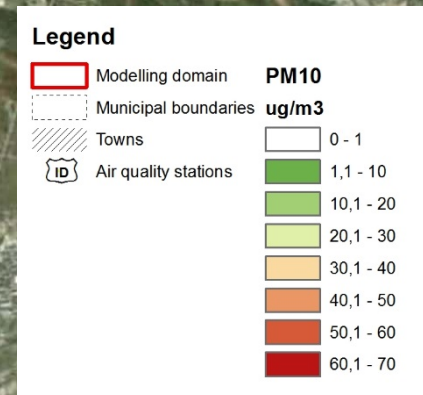 Legend
Modelling domain
Municipal boundaries
Towns
ID Air quality stations
PM10
ug/m3
0 - 1
1,1 - 10
10,1 - 20
20,1 - 30
30,1 - 40
40,1 - 50
50,1 - 60
60,1 - 70